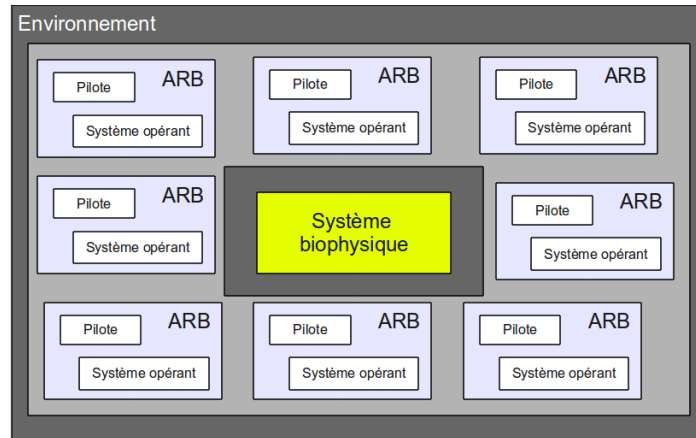 Environnement
Pilote
ARB
Système opérant
Pilote
ARB
Système opérant
Pilote
ARB
Système opérant
Pilote
ARB
Système opérant
Système
biophysique
Pilote
ARB
Système opérant
Pilote
ARB
Système opérant
Pilote
ARB
Système opérant
Pilote
ARB
Système opérant